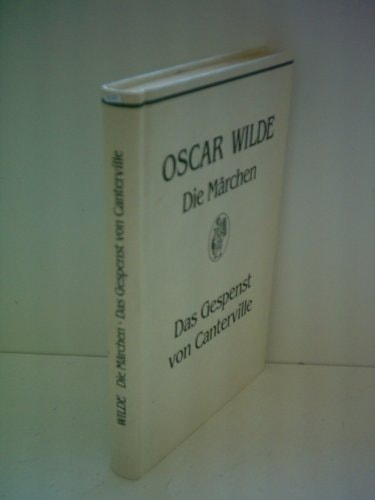 OSCAR WILDE
Die Märchen
Das Gespenst
von Canterville
WILDE Die Märchen · Das Gespenst von Canterville